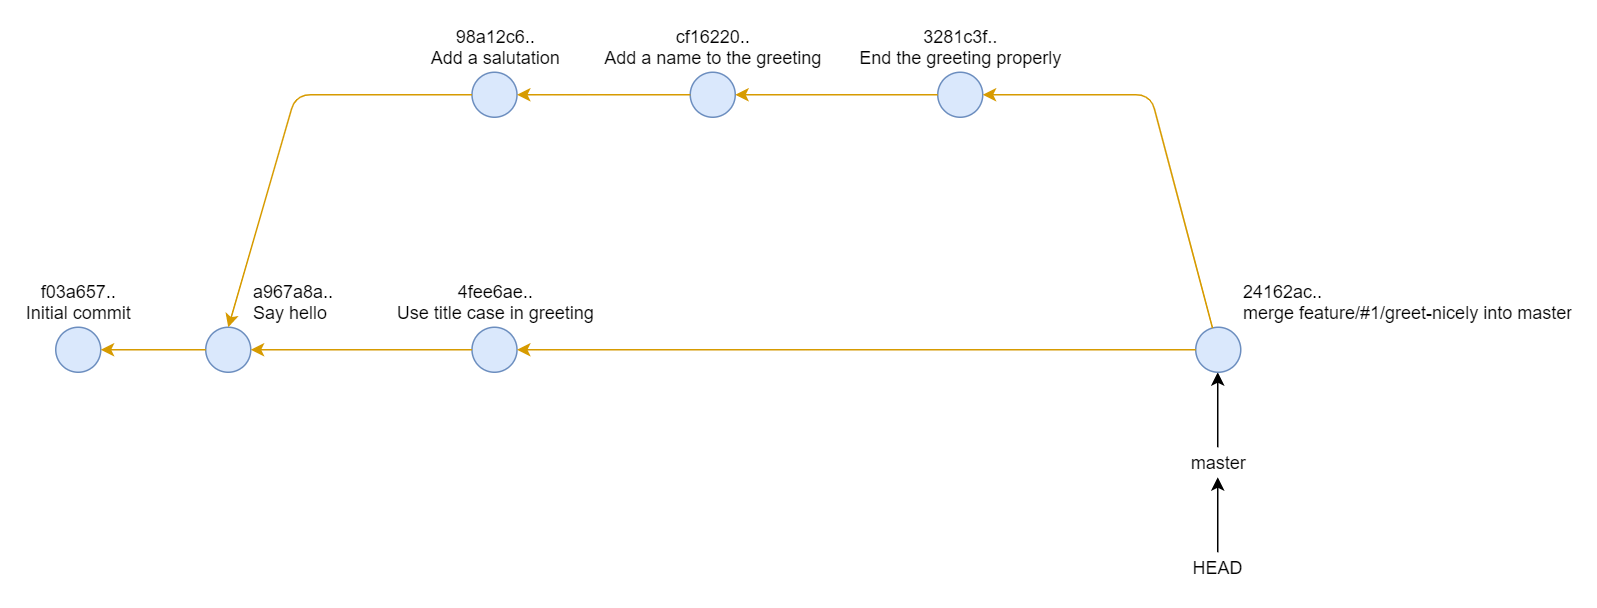 98a12c6..
Add a salutation
cf16220..
Add a name to the greeting
3281c3f..
End the greeting properly
f03a657..
Initial commit
a967a8a..
Say hello
4fee6ae..
Use title case in greeting
24162ac..
merge feature/#1/greet-nicely into master
master
HEAD